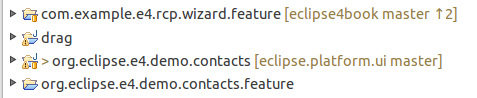 com.example.e4.rcp.wizard.feature [eclipse4book master ↑2]
drag
> org.eclipse.e4.demo.contacts [eclipse.platform.ui master]
org.eclipse.e4.demo.contacts.feature